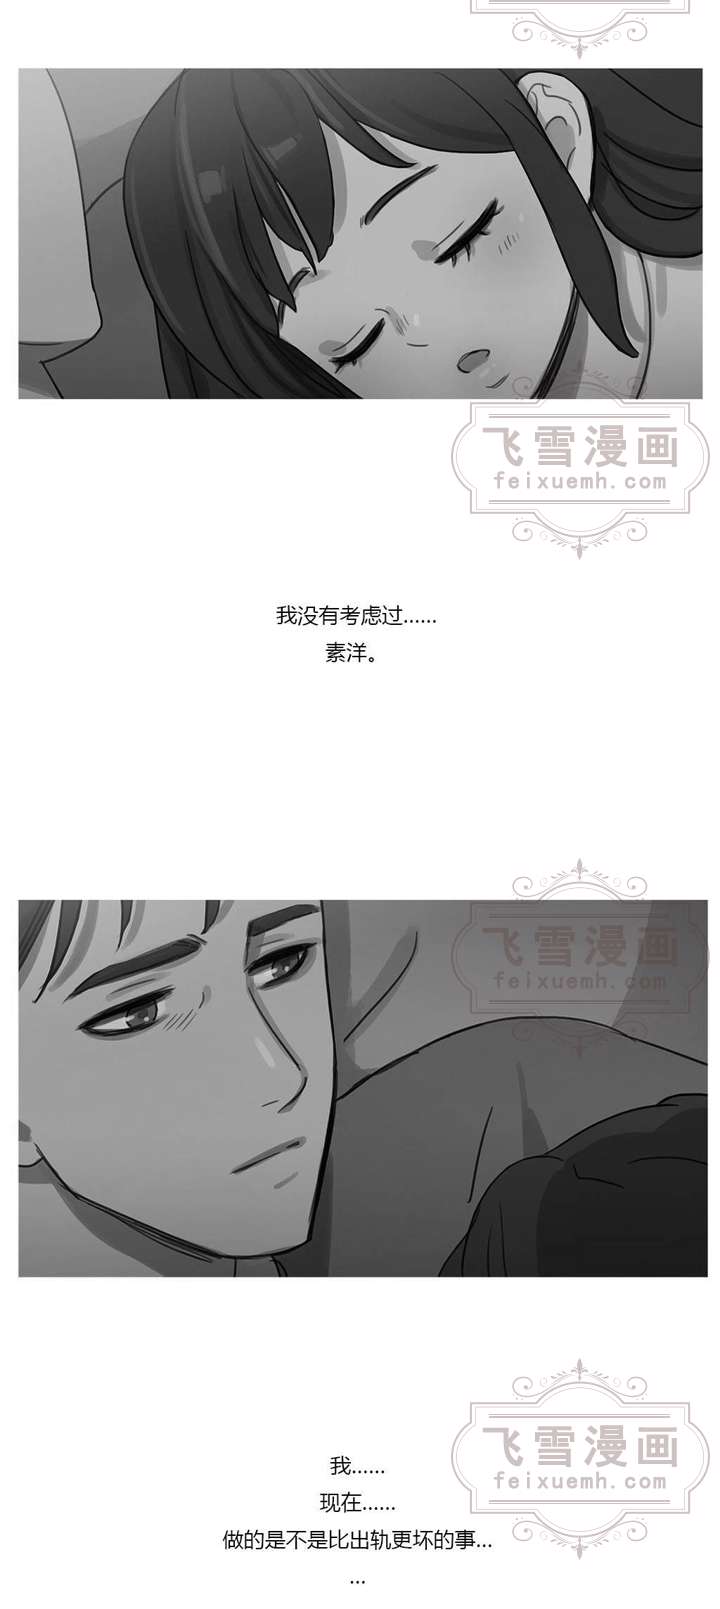 飞雪漫画
feixuemh.com
我没有考虑过......
素洋。
飞雪漫画
feixuemh.com
飞雪漫画
feixuemh.com
我......
现在......
做的是不是比出轨更坏的事...
...